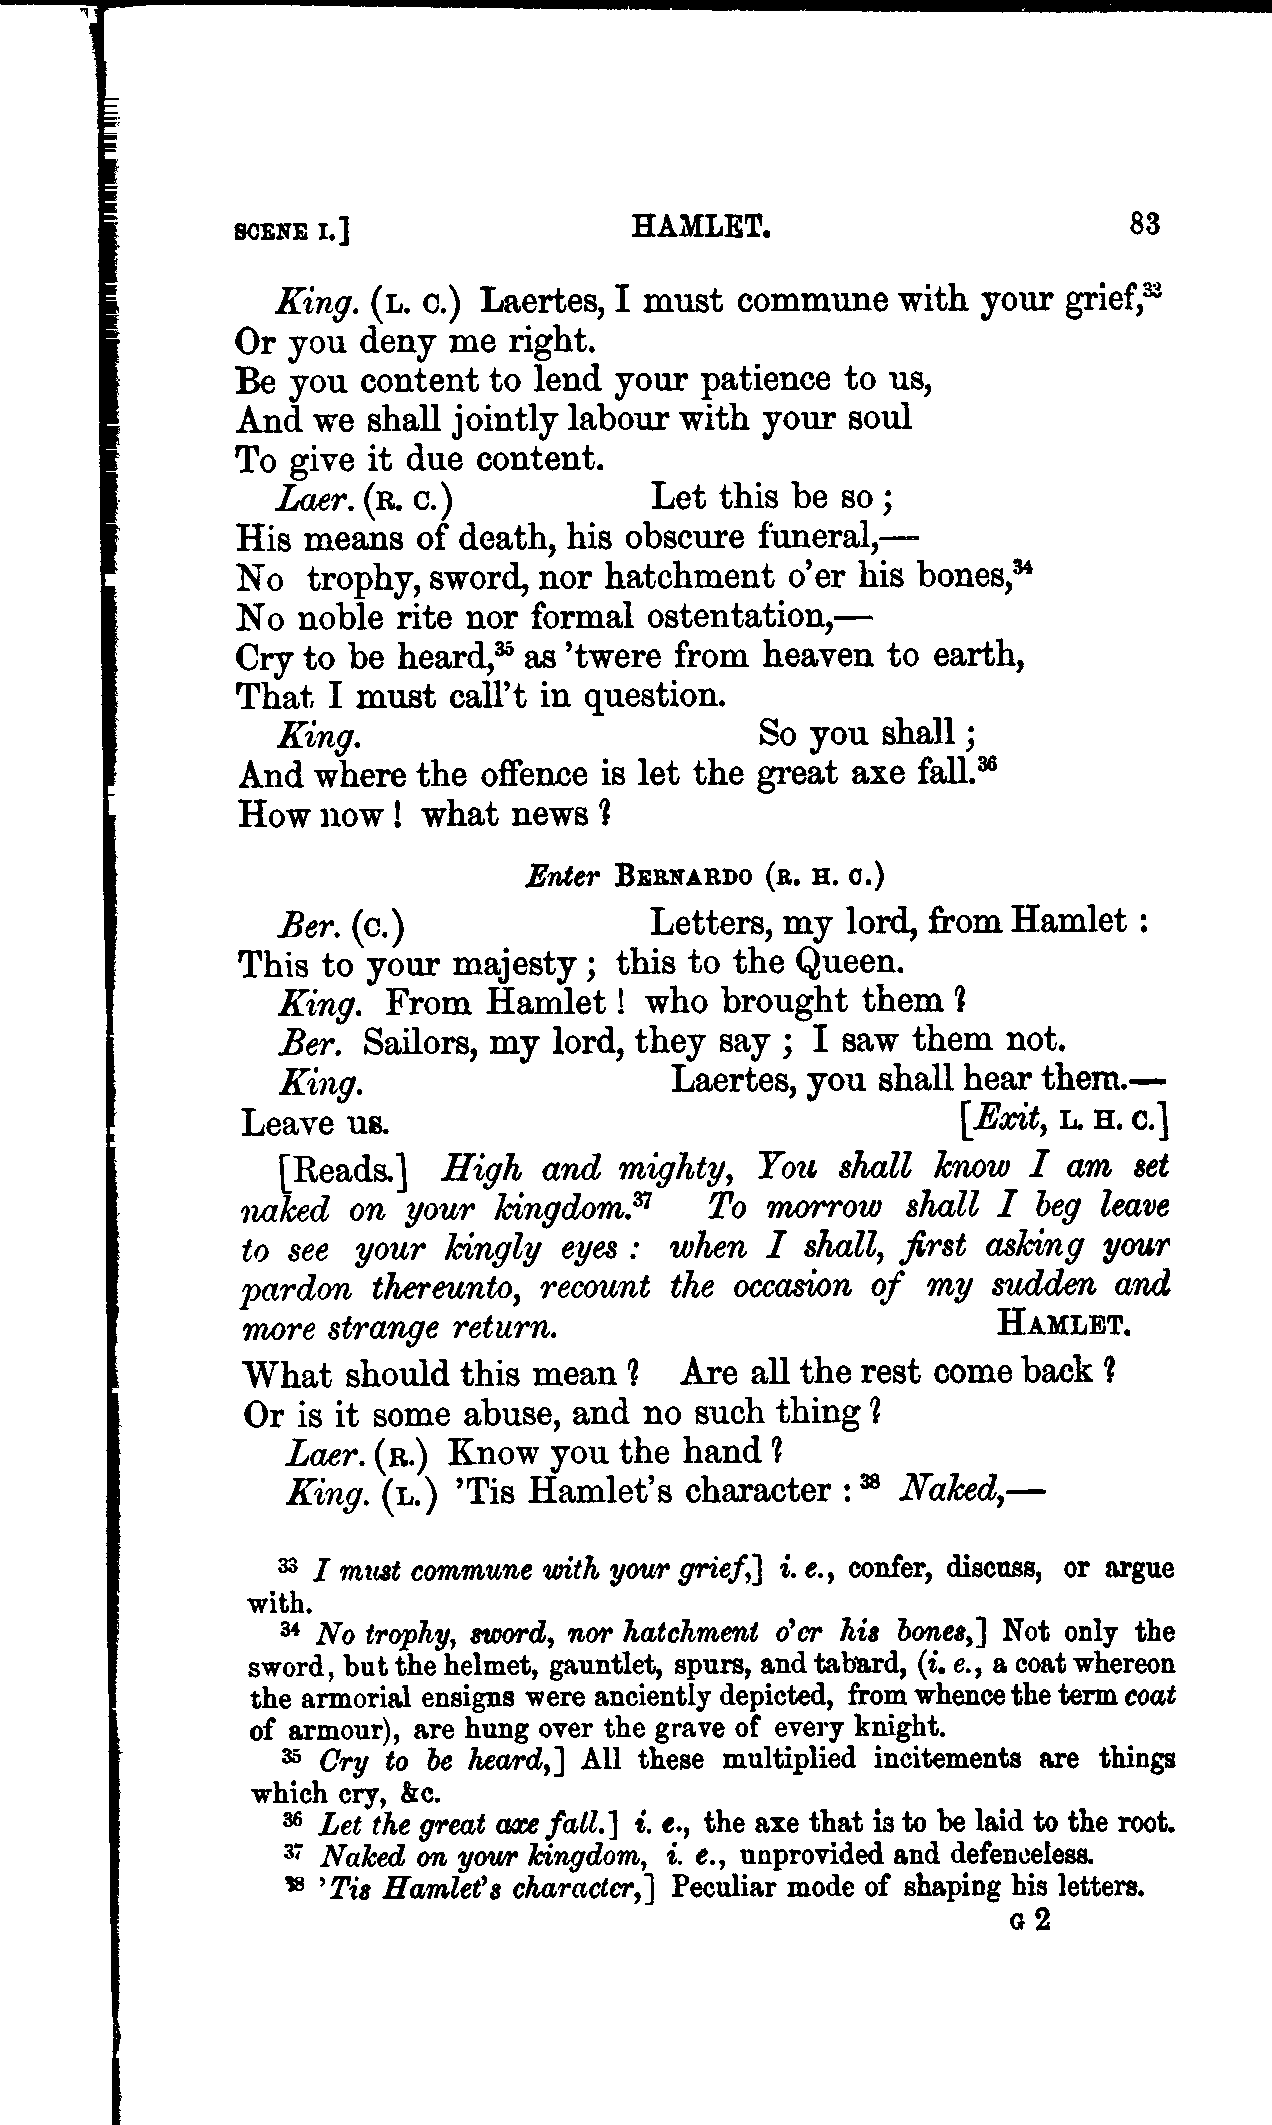 SCENE I.] HAMLET. 83
King. (L. C.) Laertes, I must commune with your grief,³³
Or you deny me right.
Be you content to lend your patience to us,
And we shall jointly labour with your soul
To give it due content.
Laer. (R. C.) Let this be so ;
His means of death, his obscure funeral,—
No trophy, sword, nor hatchment o'er his bones,³⁴
No noble rite nor formal ostentation,—
Cry to be heard,³⁵ as 'twere from heaven to earth,
That I must call't in question.
King. So you shall ;
And where the offence is let the great axe fall.³⁶
How now ! what news ?
Enter BERNARDO (R. H. C.)
Ber. (C.) Letters, my lord, from Hamlet :
This to your majesty ; this to the Queen.
King. From Hamlet ! who brought them ?
Ber. Sailors, my lord, they say ; I saw them not.
King. Laertes, you shall hear them.—
Leave us. [Exit, L. H. C.]
[Reads.] High and mighty, You shall know I am set
naked on your kingdom.³⁷ To morrow shall I beg leave
to see your kingly eyes : when I shall, first asking your
pardon thereunto, recount the occasion of my sudden and
more strange return. HAMLET.
What should this mean ? Are all the rest come back ?
Or is it some abuse, and no such thing ?
Laer. (R.) Know you the hand ?
King. (L.) 'Tis Hamlet's character : ³⁸ Naked,—
³³ I must commune with your grief,] i. e., confer, discuss, or argue
with.
³⁴ No trophy, sword, nor hatchment o'er his bones,] Not only the
sword, but the helmet, gauntlet, spurs, and tabard, (i. e., a coat whereon
the armorial ensigns were anciently depicted, from whence the term coat
of armour), are hung over the grave of every knight.
³⁵ Cry to be heard,] All these multiplied incitements are things
which cry, &c.
³⁶ Let the great axe fall.] i. e., the axe that is to be laid to the root.
³⁷ Naked on your kingdom, i. e., unprovided and defenceless.
³⁸ 'Tis Hamlet's character,] Peculiar mode of shaping his letters.
G 2